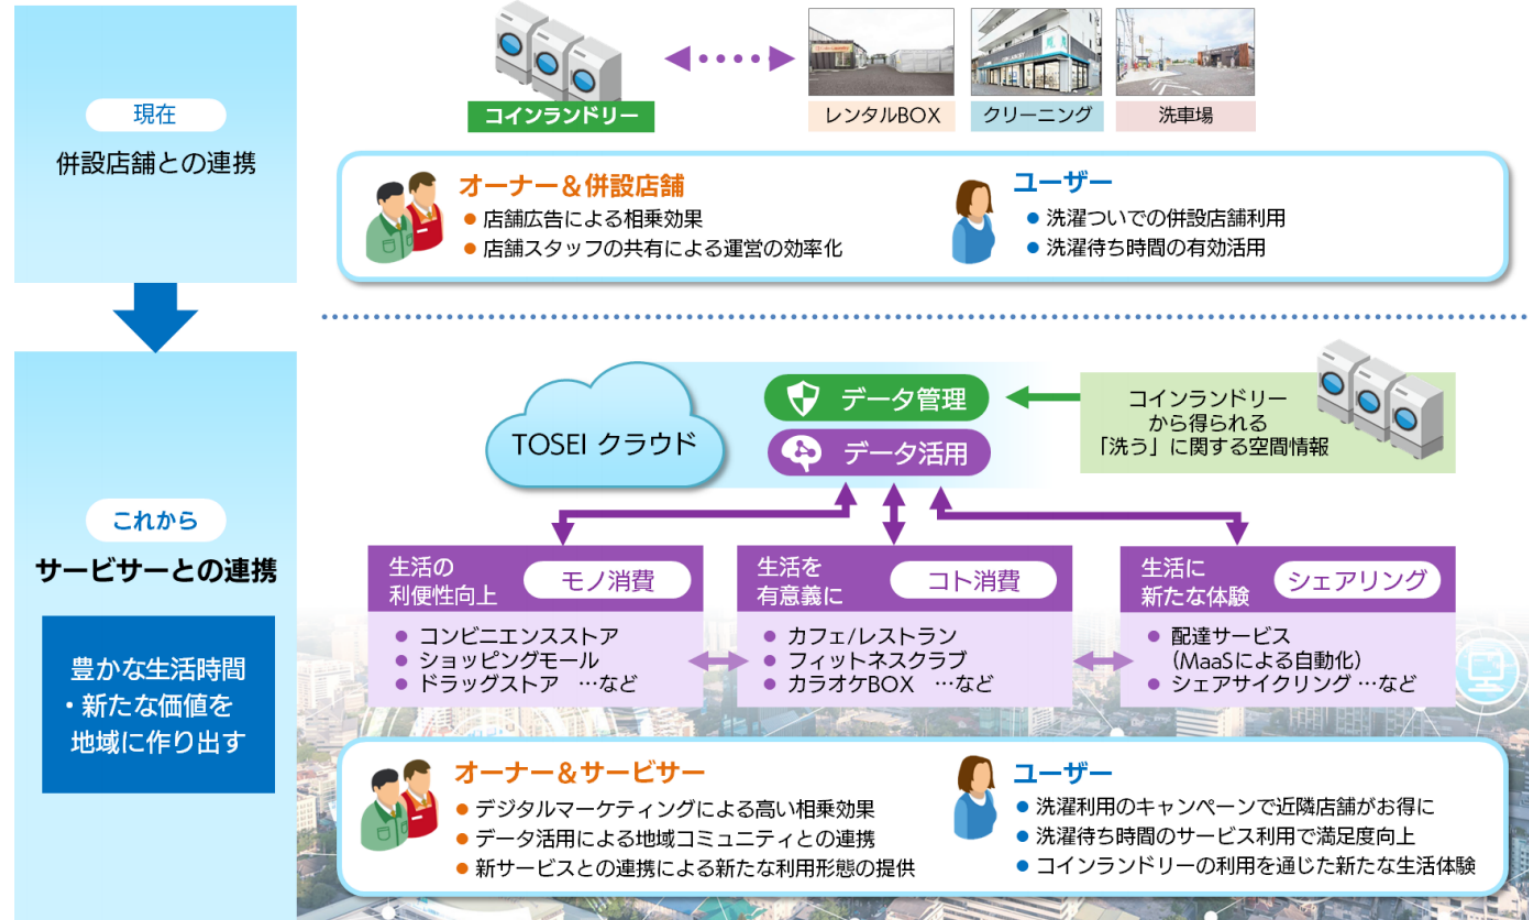 現在
併設店舗との連携
コインランドリー
レンタルBOX
クリーニング
洗車場
オーナー＆併設店舗
● 店舗広告による相乗効果
● 店舗スタッフの共有による運営の効率化
ユーザー
● 洗濯ついでの併設店舗利用
● 洗濯待ち時間の有効活用
これから
サービサーとの連携
豊かな生活時間
・新たな価値を
地域に作り出す
TOSEI クラウド
データ管理
データ活用
コインランドリー
から得られる
「洗う」に関する空間情報
生活の
利便性向上
モノ消費
● コンビニエンスストア
● ショッピングモール
● ドラッグストア …など
生活を
有意義に
コト消費
● カフェ/レストラン
● フィットネスクラブ
● カラオケBOX …など
生活に
新たな体験
シェアリング
● 配達サービス
(MaaSによる自動化)
● シェアサイクリング …など
オーナー＆サービサー
● デジタルマーケティングによる高い相乗効果
● データ活用による地域コミュニティとの連携
● 新サービスとの連携による新たな利用形態の提供
ユーザー
● 洗濯利用のキャンペーンで近隣店舗がお得に
● 洗濯待ち時間のサービス利用で満足度向上
● コインランドリーの利用を通じた新たな生活体験